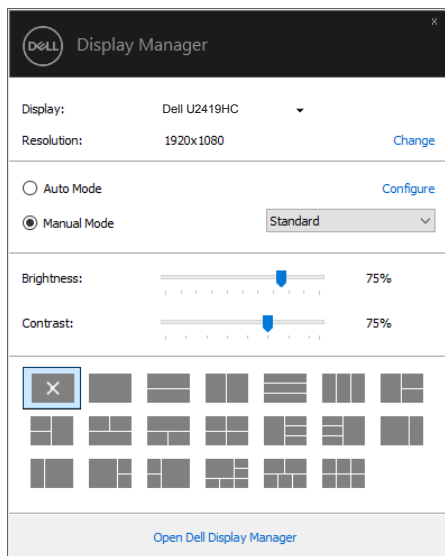 x
DELL Display Manager
Display: Dell U2419HC
Resolution: 1920x1080 Change
Auto Mode Configure
Manual Mode Standard
Brightness: 75%
Contrast: 75%
Open Dell Display Manager